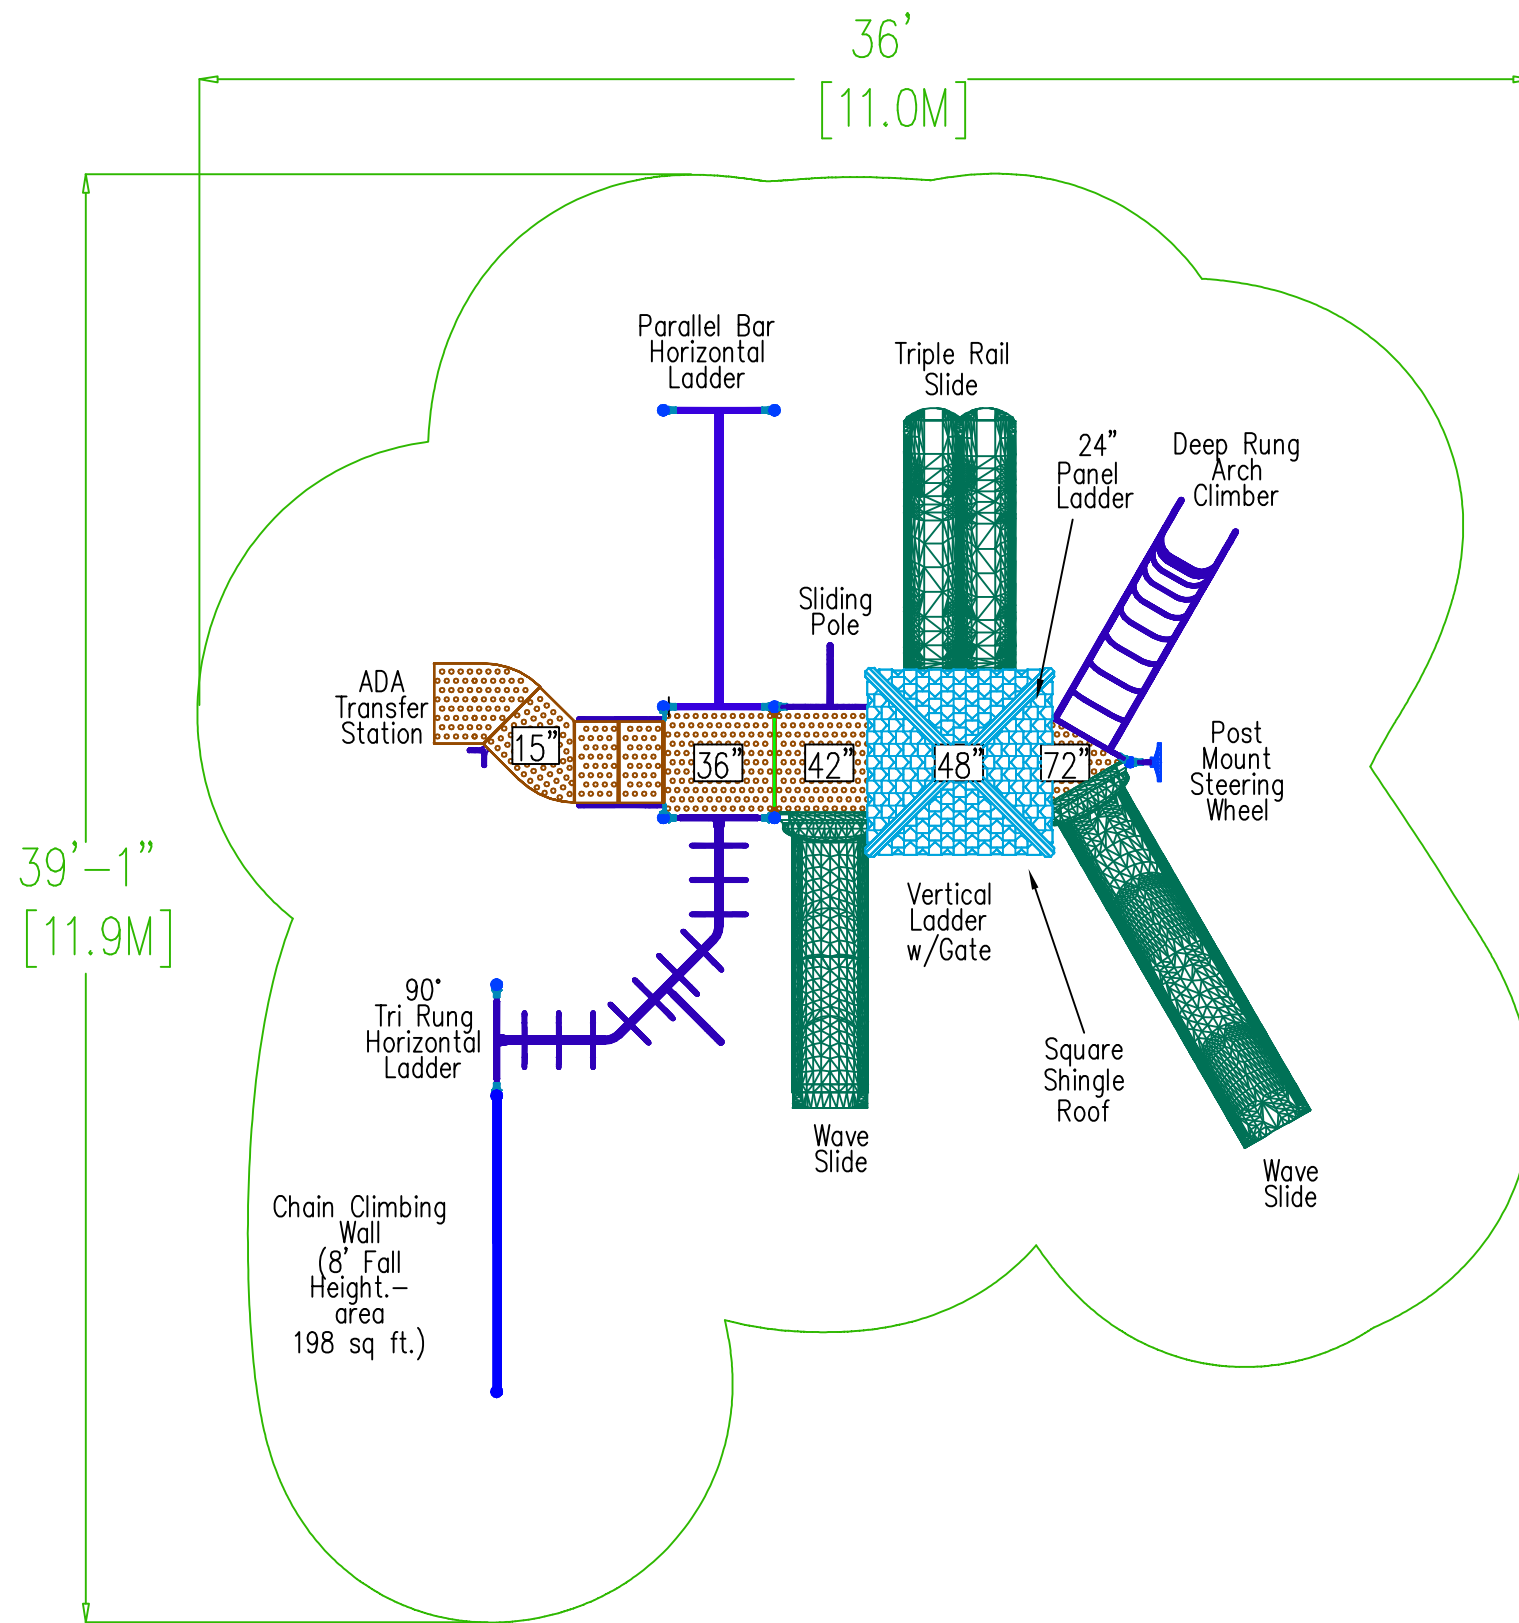 36'
[11.0M]
Parallel Bar
Horizontal
Ladder
Triple Rail
Slide
24"
Panel
Ladder
Deep Rung
Arch
Climber
Sliding
Pole
ADA
Transfer
Station
15"
36"
42"
48"
72"
Post
Mount
Steering
Wheel
39'-1"
[11.9M]
Vertical
Ladder
w/Gate
90°
Tri Rung
Horizontal
Ladder
Square
Shingle
Roof
Wave
Slide
Wave
Slide
Chain Climbing
Wall
(8' Fall
Height.-
area
198 sq ft.)